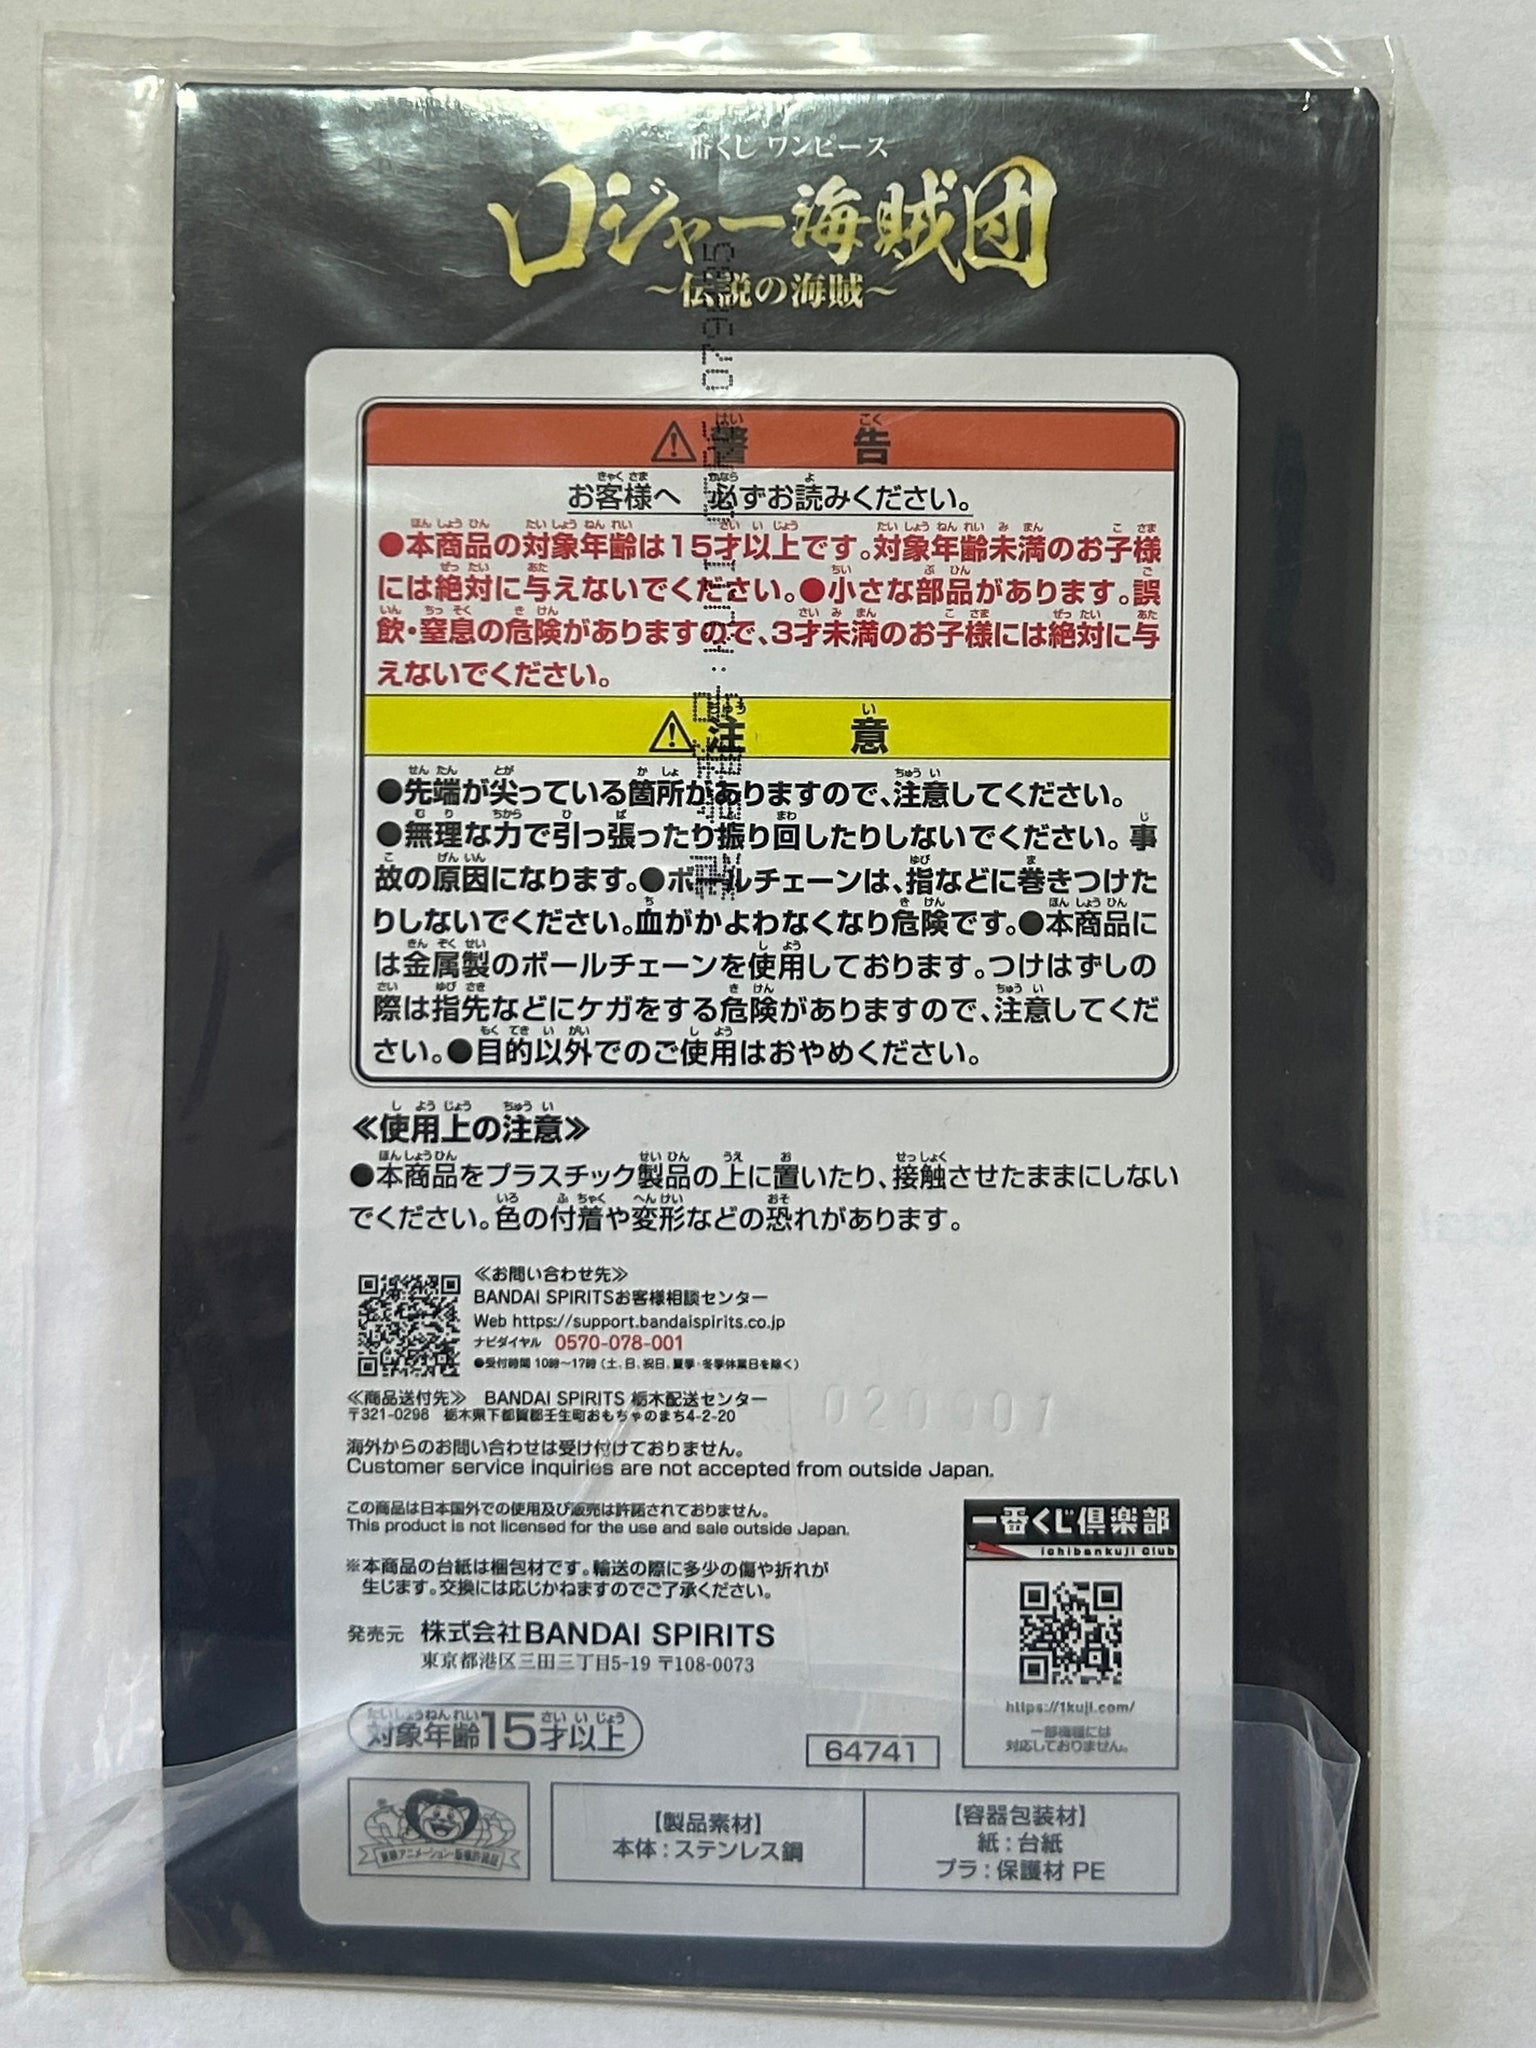 一番くじ ワンピース
ロジャー海賊団
～伝説の海賊～
警告
お客様へ 必ずお読みください。
●本商品の対象年齢は15才以上です。対象年齢未満のお子様
には絶対に与えないでください。●小さな部品があります。誤
飲・窒息の危険がありますので、3才未満のお子様には絶対に与
えないでください。
注意
●先端が尖っている箇所がありますので、注意してください。
●無理な力で引っ張ったり振り回したりしないでください。事
故の原因になります。●ボールチェーンは、指などに巻きつけた
りしないでください。血がかよわなくなり危険です。●本商品に
は金属製のボールチェーンを使用しております。つけはずしの
際は指先などにケガをする危険がありますので、注意してくだ
さい。●目的以外でのご使用はおやめください。
≪使用上の注意≫
●本商品をプラスチック製品の上に置いたり、接触させたままにしない
でください。色の付着や変形などの恐れがあります。
≪お問い合わせ先≫
BANDAI SPIRITSお客様相談センター
Web https://support.bandaispirits.co.jp
ナビダイヤル 0570-078-001
●受付時間 10時～17時（土、日、祝日、夏季・冬季休業日を除く）
≪商品送付先≫ BANDAI SPIRITS 栃木配送センター
〒321-0298 栃木県下都賀郡壬生町おもちゃのまち4-2-20
海外からのお問い合わせは受け付けておりません。
Customer service inquiries are not accepted from outside Japan.
この商品は日本国外での使用及び販売は許諾されておりません。
This product is not licensed for the use and sale outside Japan.
※本商品の台紙は梱包材です。輸送の際に多少の傷や折れが
生じます。交換には応じかねますのでご了承ください。
発売元 株式会社BANDAI SPIRITS
東京都港区三田三丁目5-19 〒108-0073
一番くじ倶楽部
Ichibankuji Club
https://1kuji.com/
一部機種には
対応しておりません。
対象年齢15才以上
64741
【製品素材】
本体：ステンレス鋼
【容器包装材】
紙：台紙
プラ：保護材 PE